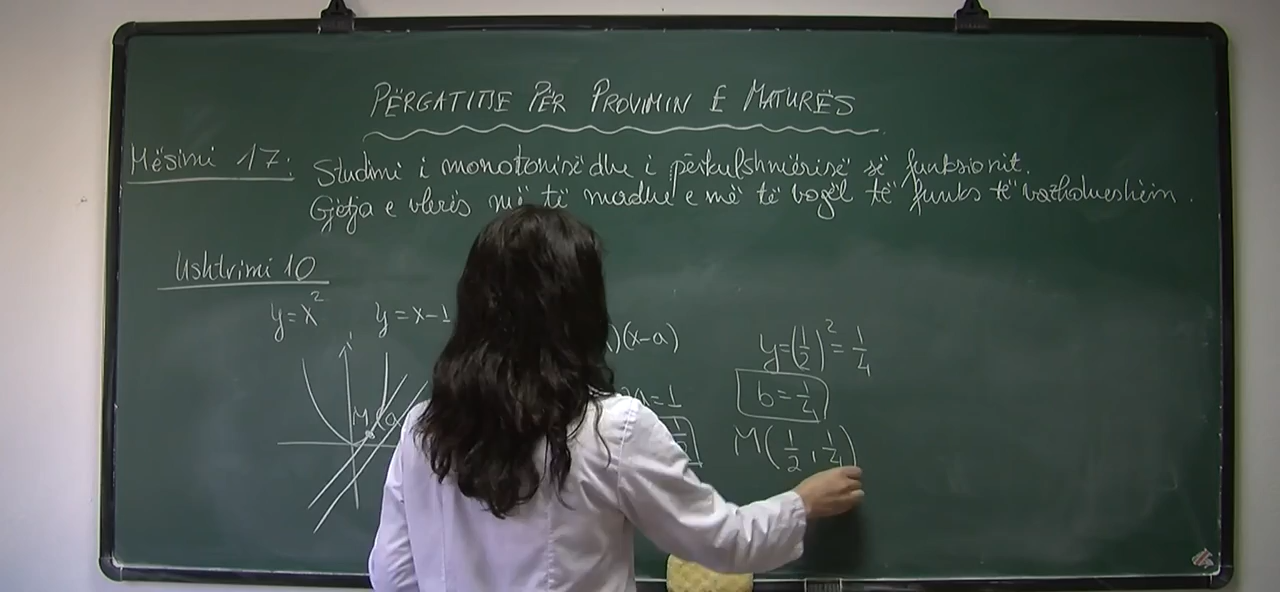 PËRGATITJE PËR PROVIMIN E MATURËS
Mësimi 17:
Studimi i monotonisë dhe i përkulshmërisë së funksionit.
Gjetja e vlerës më të madhe e më të vogël të funks të vazhdueshëm.
Ushtrimi 10
y=x²
y=x-1
)(x-a)
y=(1/2)²=1/4
a=1
b=1/4
M(a
1/2
M(1/2, 1/4)